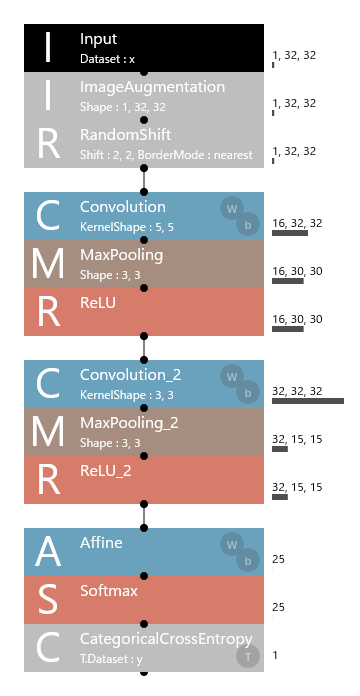 I Input
Dataset : x
1, 32, 32
I ImageAugmentation
Shape : 1, 32, 32
1, 32, 32
R RandomShift
Shift : 2, 2, BorderMode : nearest
1, 32, 32
C Convolution
KernelShape : 5, 5
W
b
16, 32, 32
M MaxPooling
Shape : 3, 3
16, 30, 30
R ReLU
16, 30, 30
C Convolution_2
KernelShape : 3, 3
W
b
32, 32, 32
M MaxPooling_2
Shape : 3, 3
32, 15, 15
R ReLU_2
32, 15, 15
A Affine
W
b
25
S Softmax
25
C CategoricalCrossEntropy
T.Dataset : y
T
1